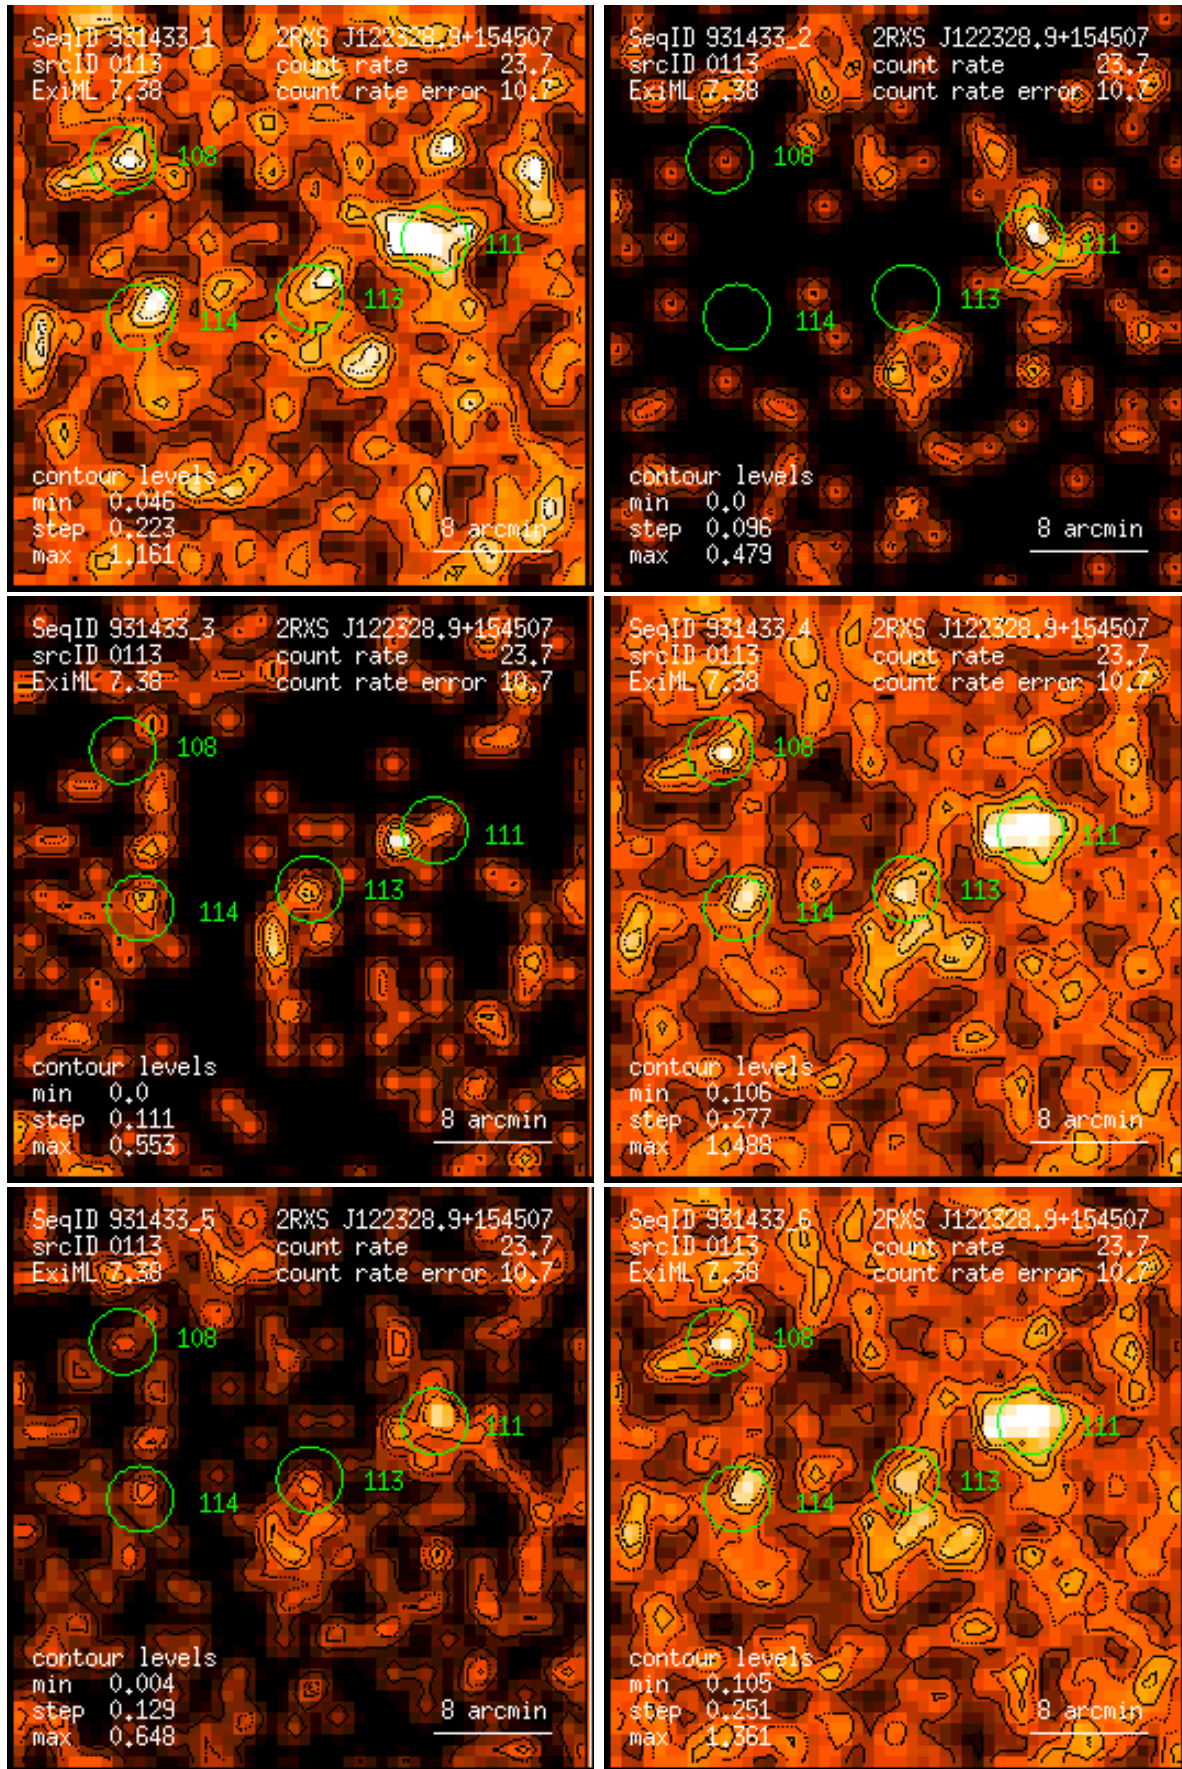 SeqID 931433_1 2RXS J122328.9+154507
srcID 0113 count rate 23.7
ExiML 7.38 count rate error 10.7
108
111
113
114
contour levels
min 0.046
step 0.223
max 1.161
8 arcmin
SeqID 931433_2 2RXS J122328.9+154507
srcID 0113 count rate 23.7
ExiML 7.38 count rate error 10.7
108
111
113
114
contour levels
min 0.0
step 0.096
max 0.479
8 arcmin
SeqID 931433_3 2RXS J122328.9+154507
srcID 0113 count rate 23.7
ExiML 7.38 count rate error 10.7
108
111
113
114
contour levels
min 0.0
step 0.111
max 0.553
8 arcmin
SeqID 931433_4 2RXS J122328.9+154507
srcID 0113 count rate 23.7
ExiML 7.38 count rate error 10.7
108
111
113
114
contour levels
min 0.106
step 0.277
max 1.488
8 arcmin
SeqID 931433_5 2RXS J122328.9+154507
srcID 0113 count rate 23.7
ExiML 7.38 count rate error 10.7
108
111
113
114
contour levels
min 0.004
step 0.129
max 0.648
8 arcmin
SeqID 931433_6 2RXS J122328.9+154507
srcID 0113 count rate 23.7
ExiML 7.38 count rate error 10.7
108
111
113
114
contour levels
min 0.105
step 0.251
max 1.361
8 arcmin